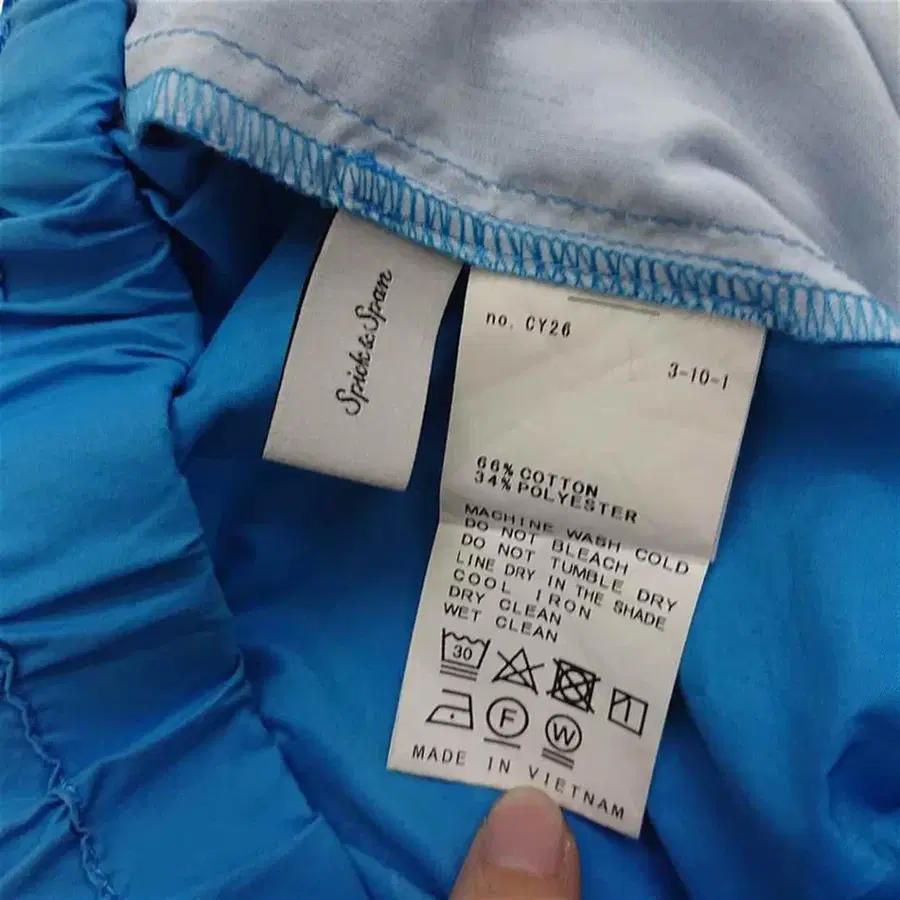 Spick & Span
no. CY26
3-10-1
66% COTTON
34% POLYESTER
MACHINE WASH COLD
DO NOT BLEACH
DO NOT TUMBLE DRY
LINE DRY IN THE SHADE
COOL IRON
DRY CLEAN
WET CLEAN
30
F
W
MADE IN VIETNAM